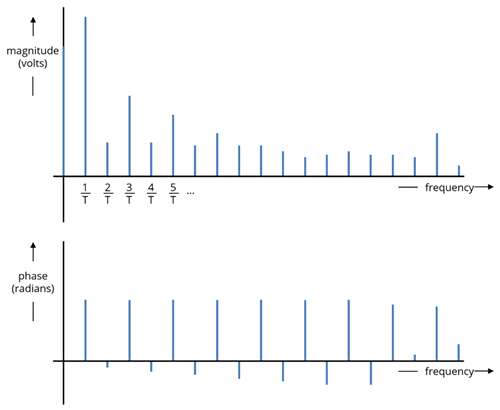 magnitude
(volts)
1/T 2/T 3/T 4/T 5/T ...
frequency
phase
(radians)
frequency